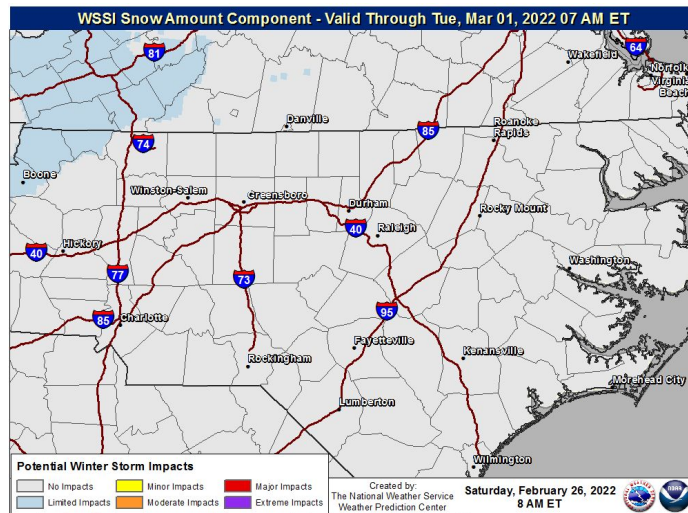 WSSI Snow Amount Component - Valid Through Tue, Mar 01, 2022 07 AM ET
81
64
Wakefield
Norfolk
Virginia
Beach
Danville
85
Roanoke
Rapids
74
Boone
Winston-Salem
Greensboro
Durham
Rocky Mount
40
Raleigh
Hickory
40
Washington
77
73
95
85
Charlotte
Fayetteville
Kenansville
Rockingham
Morehead City
Lumberton
Wilmington
Potential Winter Storm Impacts
No Impacts
Minor Impacts
Major Impacts
Limited Impacts
Moderate Impacts
Extreme Impacts
Created by:
The National Weather Service
Weather Prediction Center
Saturday, February 26, 2022
8 AM ET
NOAA